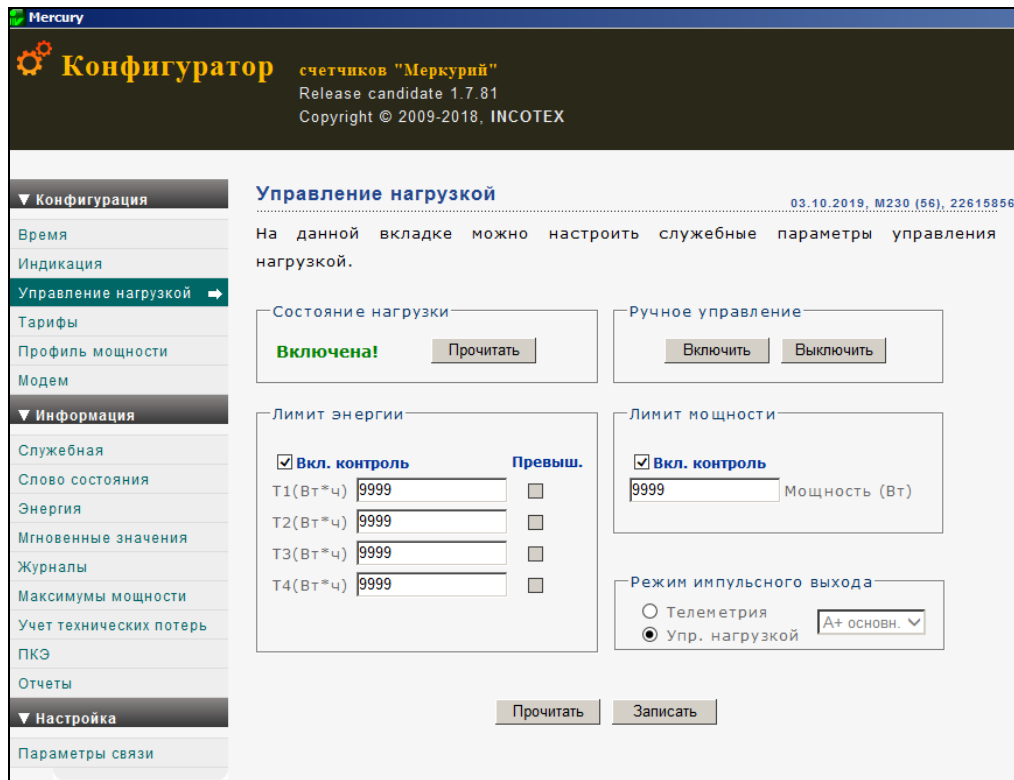 Mercury
Конфигуратор счетчиков "Меркурий"
Release candidate 1.7.81
Copyright © 2009-2018, INCOTEX
▼ Конфигурация
Время
Индикация
Управление нагрузкой
Тарифы
Профиль мощности
Модем
▼ Информация
Служебная
Слово состояния
Энергия
Мгновенные значения
Журналы
Максимумы мощности
Учет технических потерь
ПКЭ
Отчеты
▼ Настройка
Параметры связи
Управление нагрузкой
03.10.2019, M230 (56), 22615856
На данной вкладке можно настроить служебные параметры управления
нагрузкой.
Состояние нагрузки
Включена! Прочитать
Ручное управление
Включить Выключить
Лимит энергии
Вкл. контроль Превыш.
Т1(Вт*ч) 9999
Т2(Вт*ч) 9999
Т3(Вт*ч) 9999
Т4(Вт*ч) 9999
Лимит мощности
Вкл. контроль
9999 Мощность (Вт)
Режим импульсного выхода
Телеметрия
Упр. нагрузкой
А+ основн.
Прочитать Записать